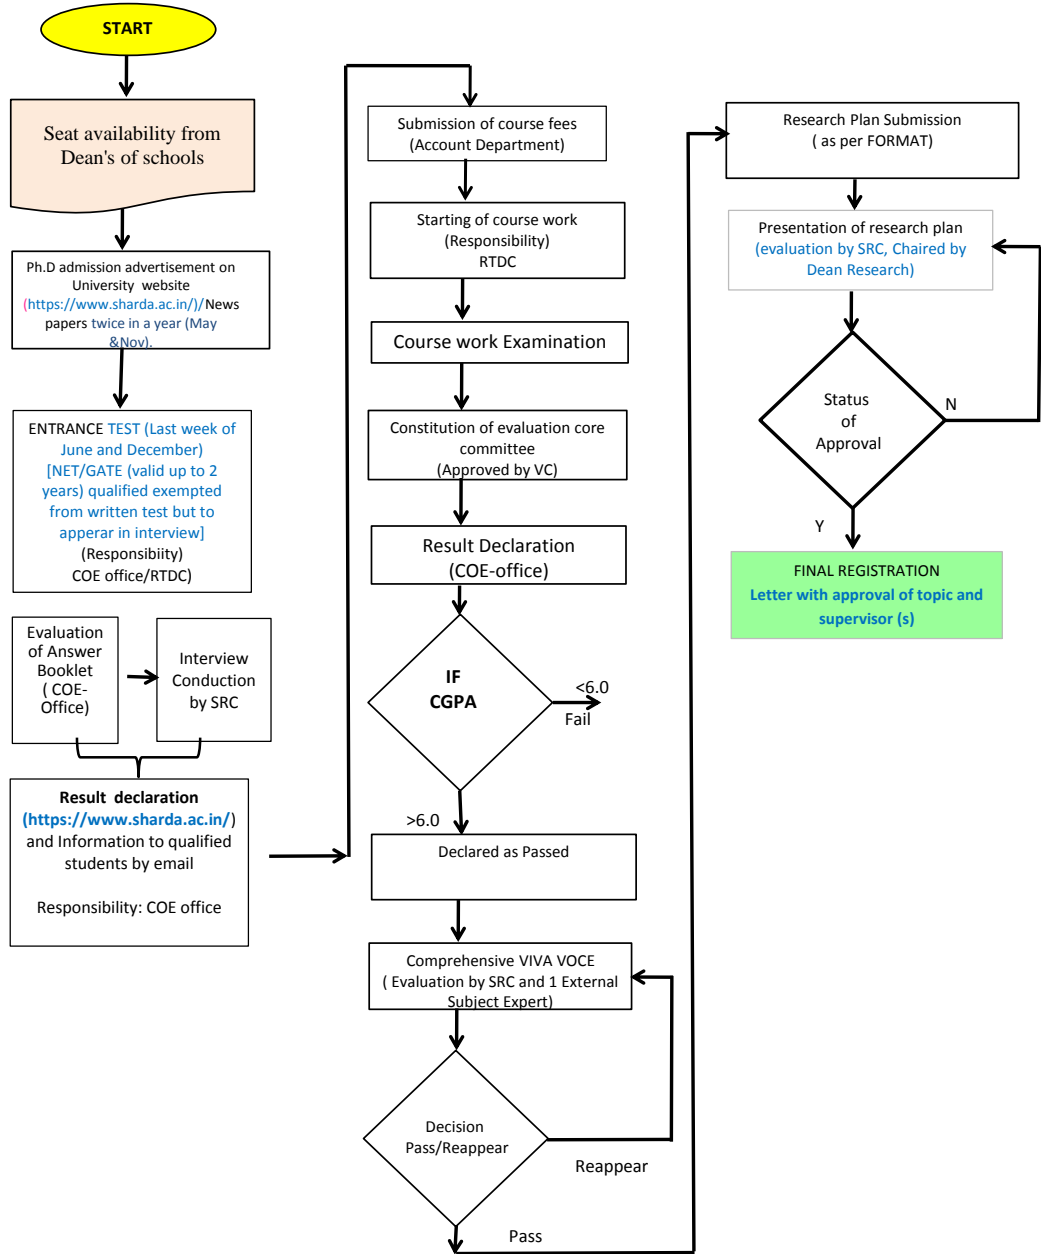 START
Seat availability from
Dean's of schools
Ph.D admission advertisement on
University website
(https://www.sharda.ac.in/)/News
papers twice in a year (May
&Nov).
ENTRANCE TEST (Last week of
June and December)
[NET/GATE (valid up to 2
years) qualified exempted
from written test but to
apperar in interview]
(Responsibiity)
COE office/RTDC)
Evaluation
of Answer
Booklet
( COE-
Office)
Interview
Conduction
by SRC
Result declaration
(https://www.sharda.ac.in/)
and Information to qualified
students by email
Responsibility: COE office
Submission of course fees
(Account Department)
Starting of course work
(Responsibility)
RTDC
Course work Examination
Constitution of evaluation core
committee
(Approved by VC)
Result Declaration
(COE-office)
IF
CGPA
<6.0
Fail
>6.0
Declared as Passed
Comprehensive VIVA VOCE
( Evaluation by SRC and 1 External
Subject Expert)
Decision
Pass/Reappear
Reappear
Pass
Research Plan Submission
( as per FORMAT)
Presentation of research plan
(evaluation by SRC, Chaired by
Dean Research)
Status
of
Approval
N
Y
FINAL REGISTRATION
Letter with approval of topic and
supervisor (s)